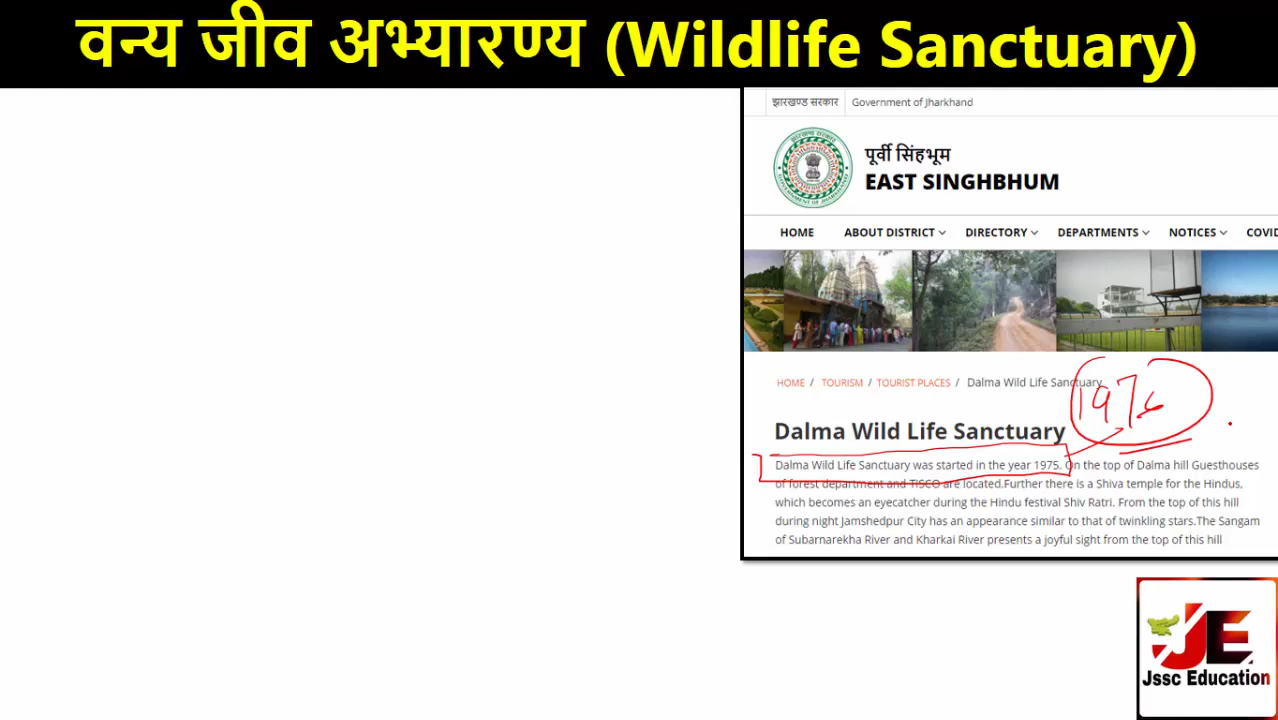 वन्य जीव अभ्यारण्य (Wildlife Sanctuary)
झारखण्ड सरकार Government of Jharkhand
पूर्वी सिंहभूम
EAST SINGHBHUM
HOME ABOUT DISTRICT DIRECTORY DEPARTMENTS NOTICES COVID
HOME / TOURISM / TOURIST PLACES / Dalma Wild Life Sanctuary
1976
Dalma Wild Life Sanctuary
Dalma Wild Life Sanctuary was started in the year 1975. On the top of Dalma hill Guesthouses
of forest department and TISCO are located.Further there is a Shiva temple for the Hindus,
which becomes an eyecatcher during the Hindu festival Shiv Ratri. From the top of this hill
during night Jamshedpur City has an appearance similar to that of twinkling stars.The Sangam
of Subarnarekha River and Kharkai River presents a joyful sight from the top of this hill
JE
Jssc Education